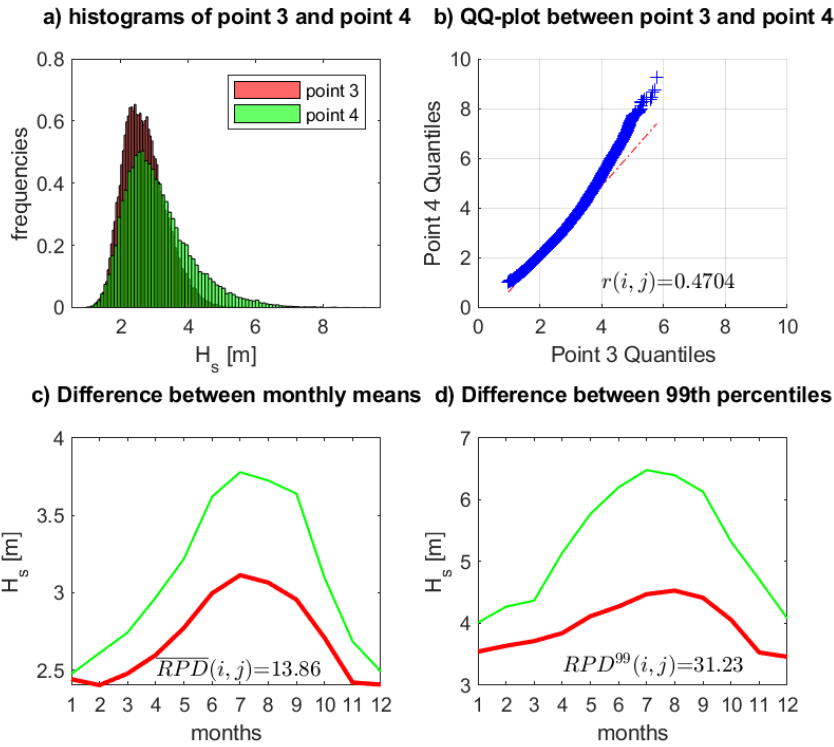 a) histograms of point 3 and point 4
0.8
0.6
0.4
0.2
0
frequencies
point 3
point 4
2 4 6 8
H_s [m]
b) QQ-plot between point 3 and point 4
10
8
6
4
2
0
Point 4 Quantiles
r(i, j)=0.4704
0 2 4 6 8 10
Point 3 Quantiles
c) Difference between monthly means
4
3.5
3
2.5
H_s [m]
\overline{RPD}(i, j)=13.86
1 2 3 4 5 6 7 8 9 10 11 12
months
d) Difference between 99th percentiles
7
6
5
4
3
H_s [m]
RPD^{99}(i, j)=31.23
1 2 3 4 5 6 7 8 9 10 11 12
months